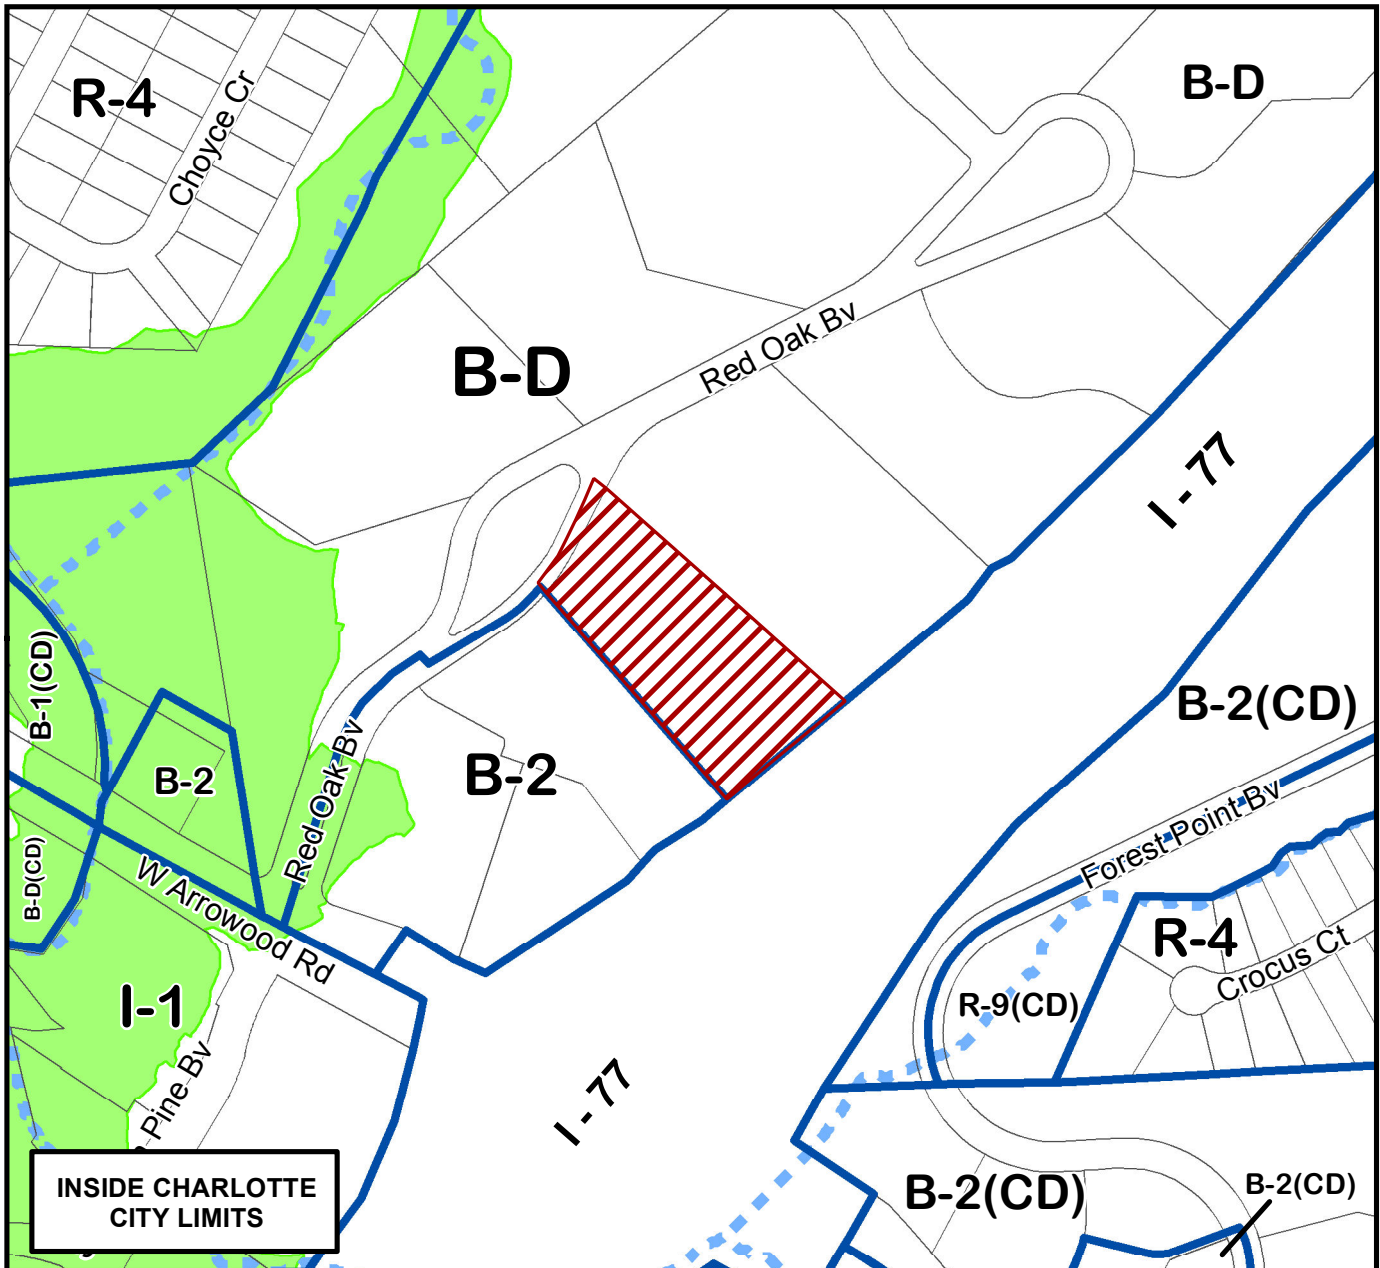 R-4
Choyce Cr
B-D
B-D
Red Oak Bv
I - 77
B-1(CD)
B-2
B-2
B-2(CD)
Red Oak Bv
Forest Point Bv
B-D(CD)
W Arrowood Rd
R-4
Crocus Ct
I-1
R-9(CD)
Pine Bv
I - 77
INSIDE CHARLOTTE
CITY LIMITS
B-2(CD)
B-2(CD)